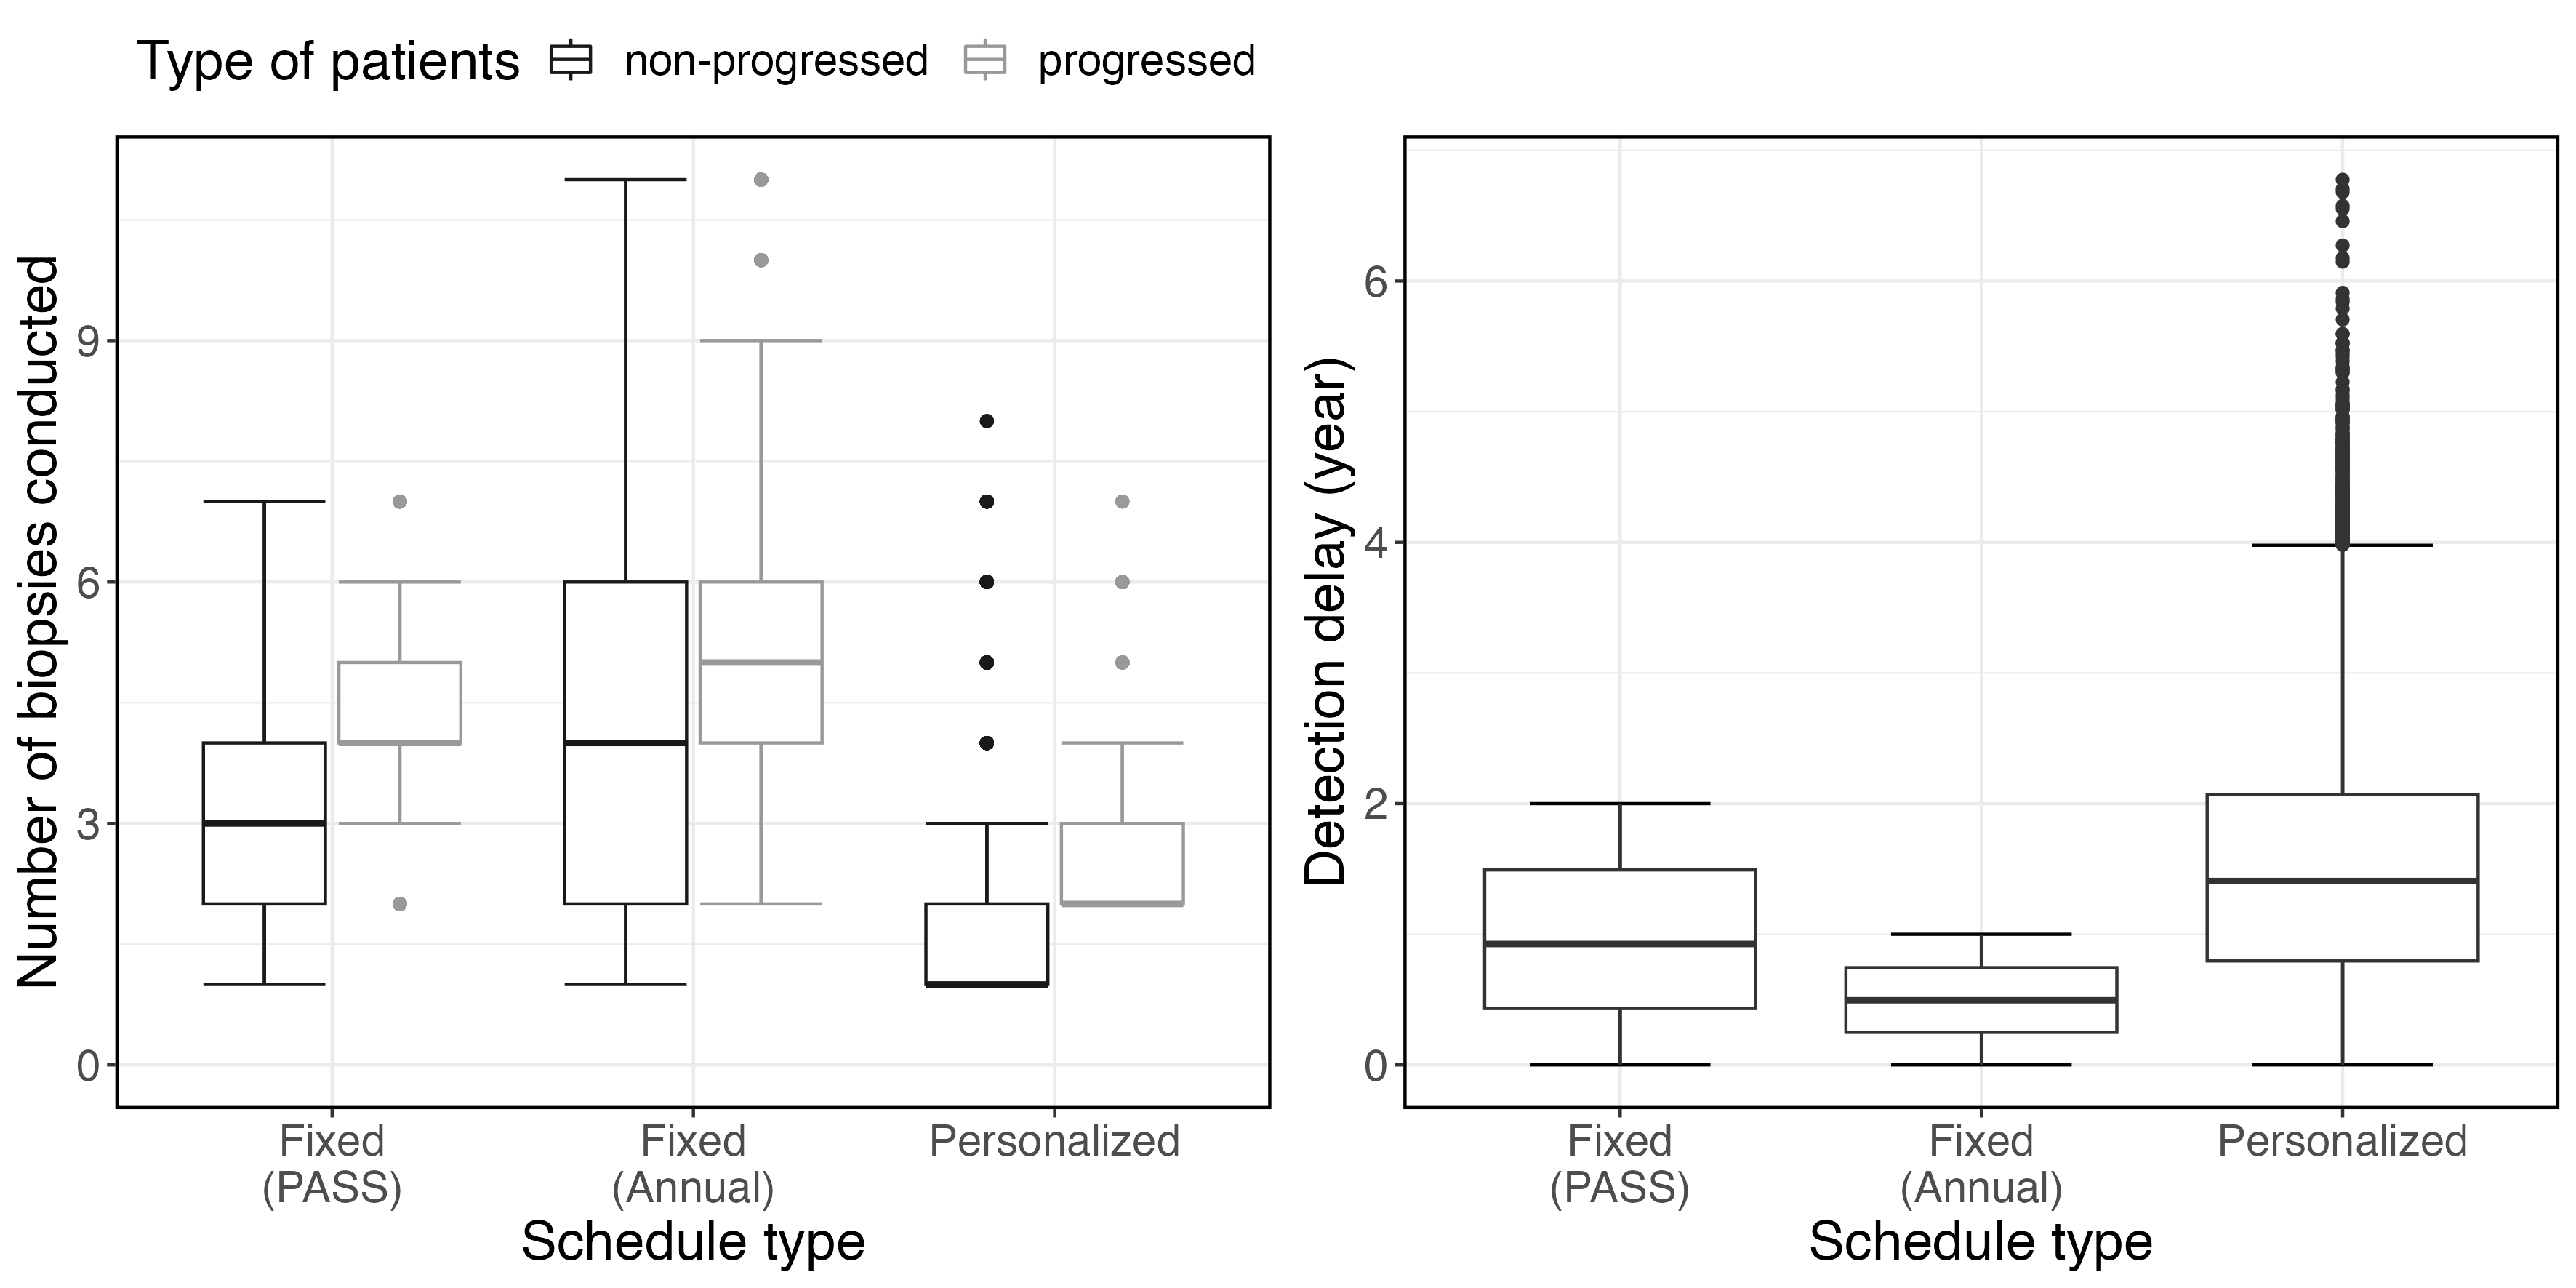 Type of patients non-progressed progressed
Number of biopsies conducted
9
6
3
0
Fixed (PASS)
Fixed (Annual)
Personalized
Schedule type
Detection delay (year)
6
4
2
0
Fixed (PASS)
Fixed (Annual)
Personalized
Schedule type